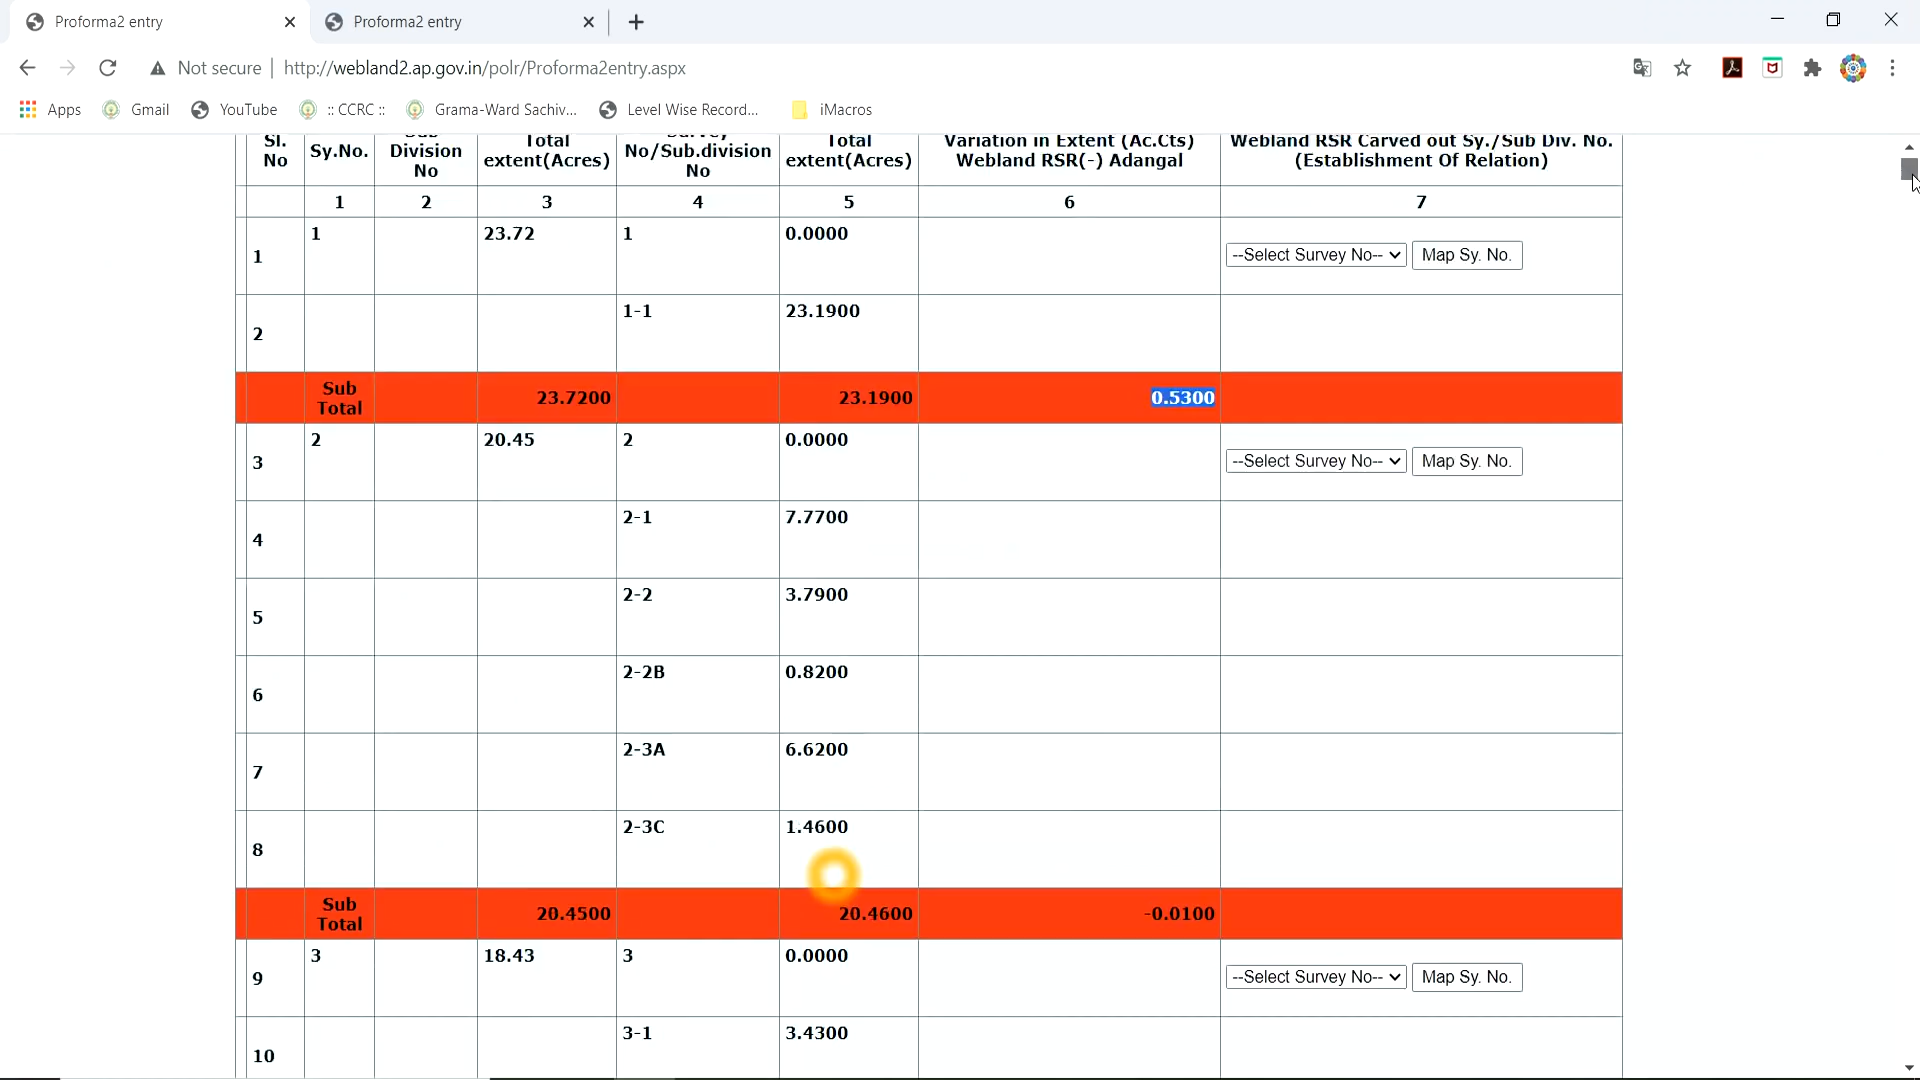 Proforma2 entry
Proforma2 entry
Not secure | http://webland2.ap.gov.in/polr/Proforma2entry.aspx
Apps Gmail YouTube :: CCRC :: Grama-Ward Sachiv... Level Wise Record... iMacros
Sl. No
Sy.No.
Sub Division No
Total extent(Acres)
Survey No/Sub.division No
Total extent(Acres)
Variation in Extent (Ac.Cts) Webland RSR(-) Adangal
Webland RSR Carved out Sy./Sub Div. No. (Establishment Of Relation)
1 2 3 4 5 6 7
1 1 23.72 1 0.0000 --Select Survey No-- Map Sy. No.
2 1-1 23.1900
Sub Total 23.7200 23.1900 0.5300
3 2 20.45 2 0.0000 --Select Survey No-- Map Sy. No.
4 2-1 7.7700
5 2-2 3.7900
6 2-2B 0.8200
7 2-3A 6.6200
8 2-3C 1.4600
Sub Total 20.4500 20.4600 -0.0100
9 3 18.43 3 0.0000 --Select Survey No-- Map Sy. No.
10 3-1 3.4300